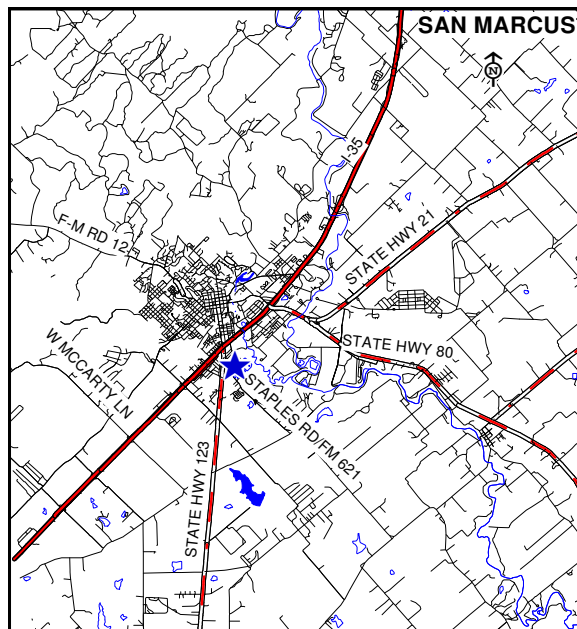 SAN MARCUS
N
I-35
STATE HWY 21
F-M RD 12
STATE HWY 80
W MCCARTY LN
STAPLES RD/FM 621
STATE HWY 123